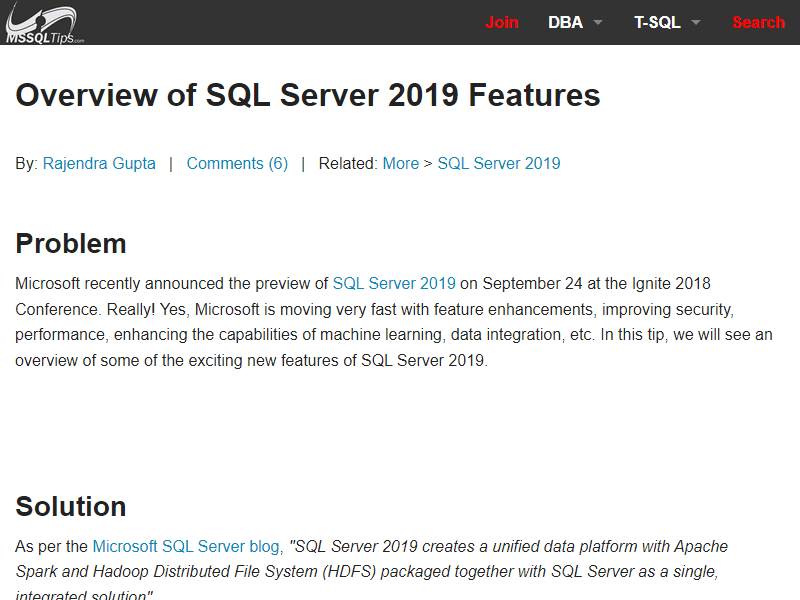 MSSQLTips.com
Join DBA T-SQL Search
Overview of SQL Server 2019 Features
By: Rajendra Gupta | Comments (6) | Related: More > SQL Server 2019
Problem
Microsoft recently announced the preview of SQL Server 2019 on September 24 at the Ignite 2018
Conference. Really! Yes, Microsoft is moving very fast with feature enhancements, improving security,
performance, enhancing the capabilities of machine learning, data integration, etc. In this tip, we will see an
overview of some of the exciting new features of SQL Server 2019.
Solution
As per the Microsoft SQL Server blog, "SQL Server 2019 creates a unified data platform with Apache
Spark and Hadoop Distributed File System (HDFS) packaged together with SQL Server as a single,
integrated solution"